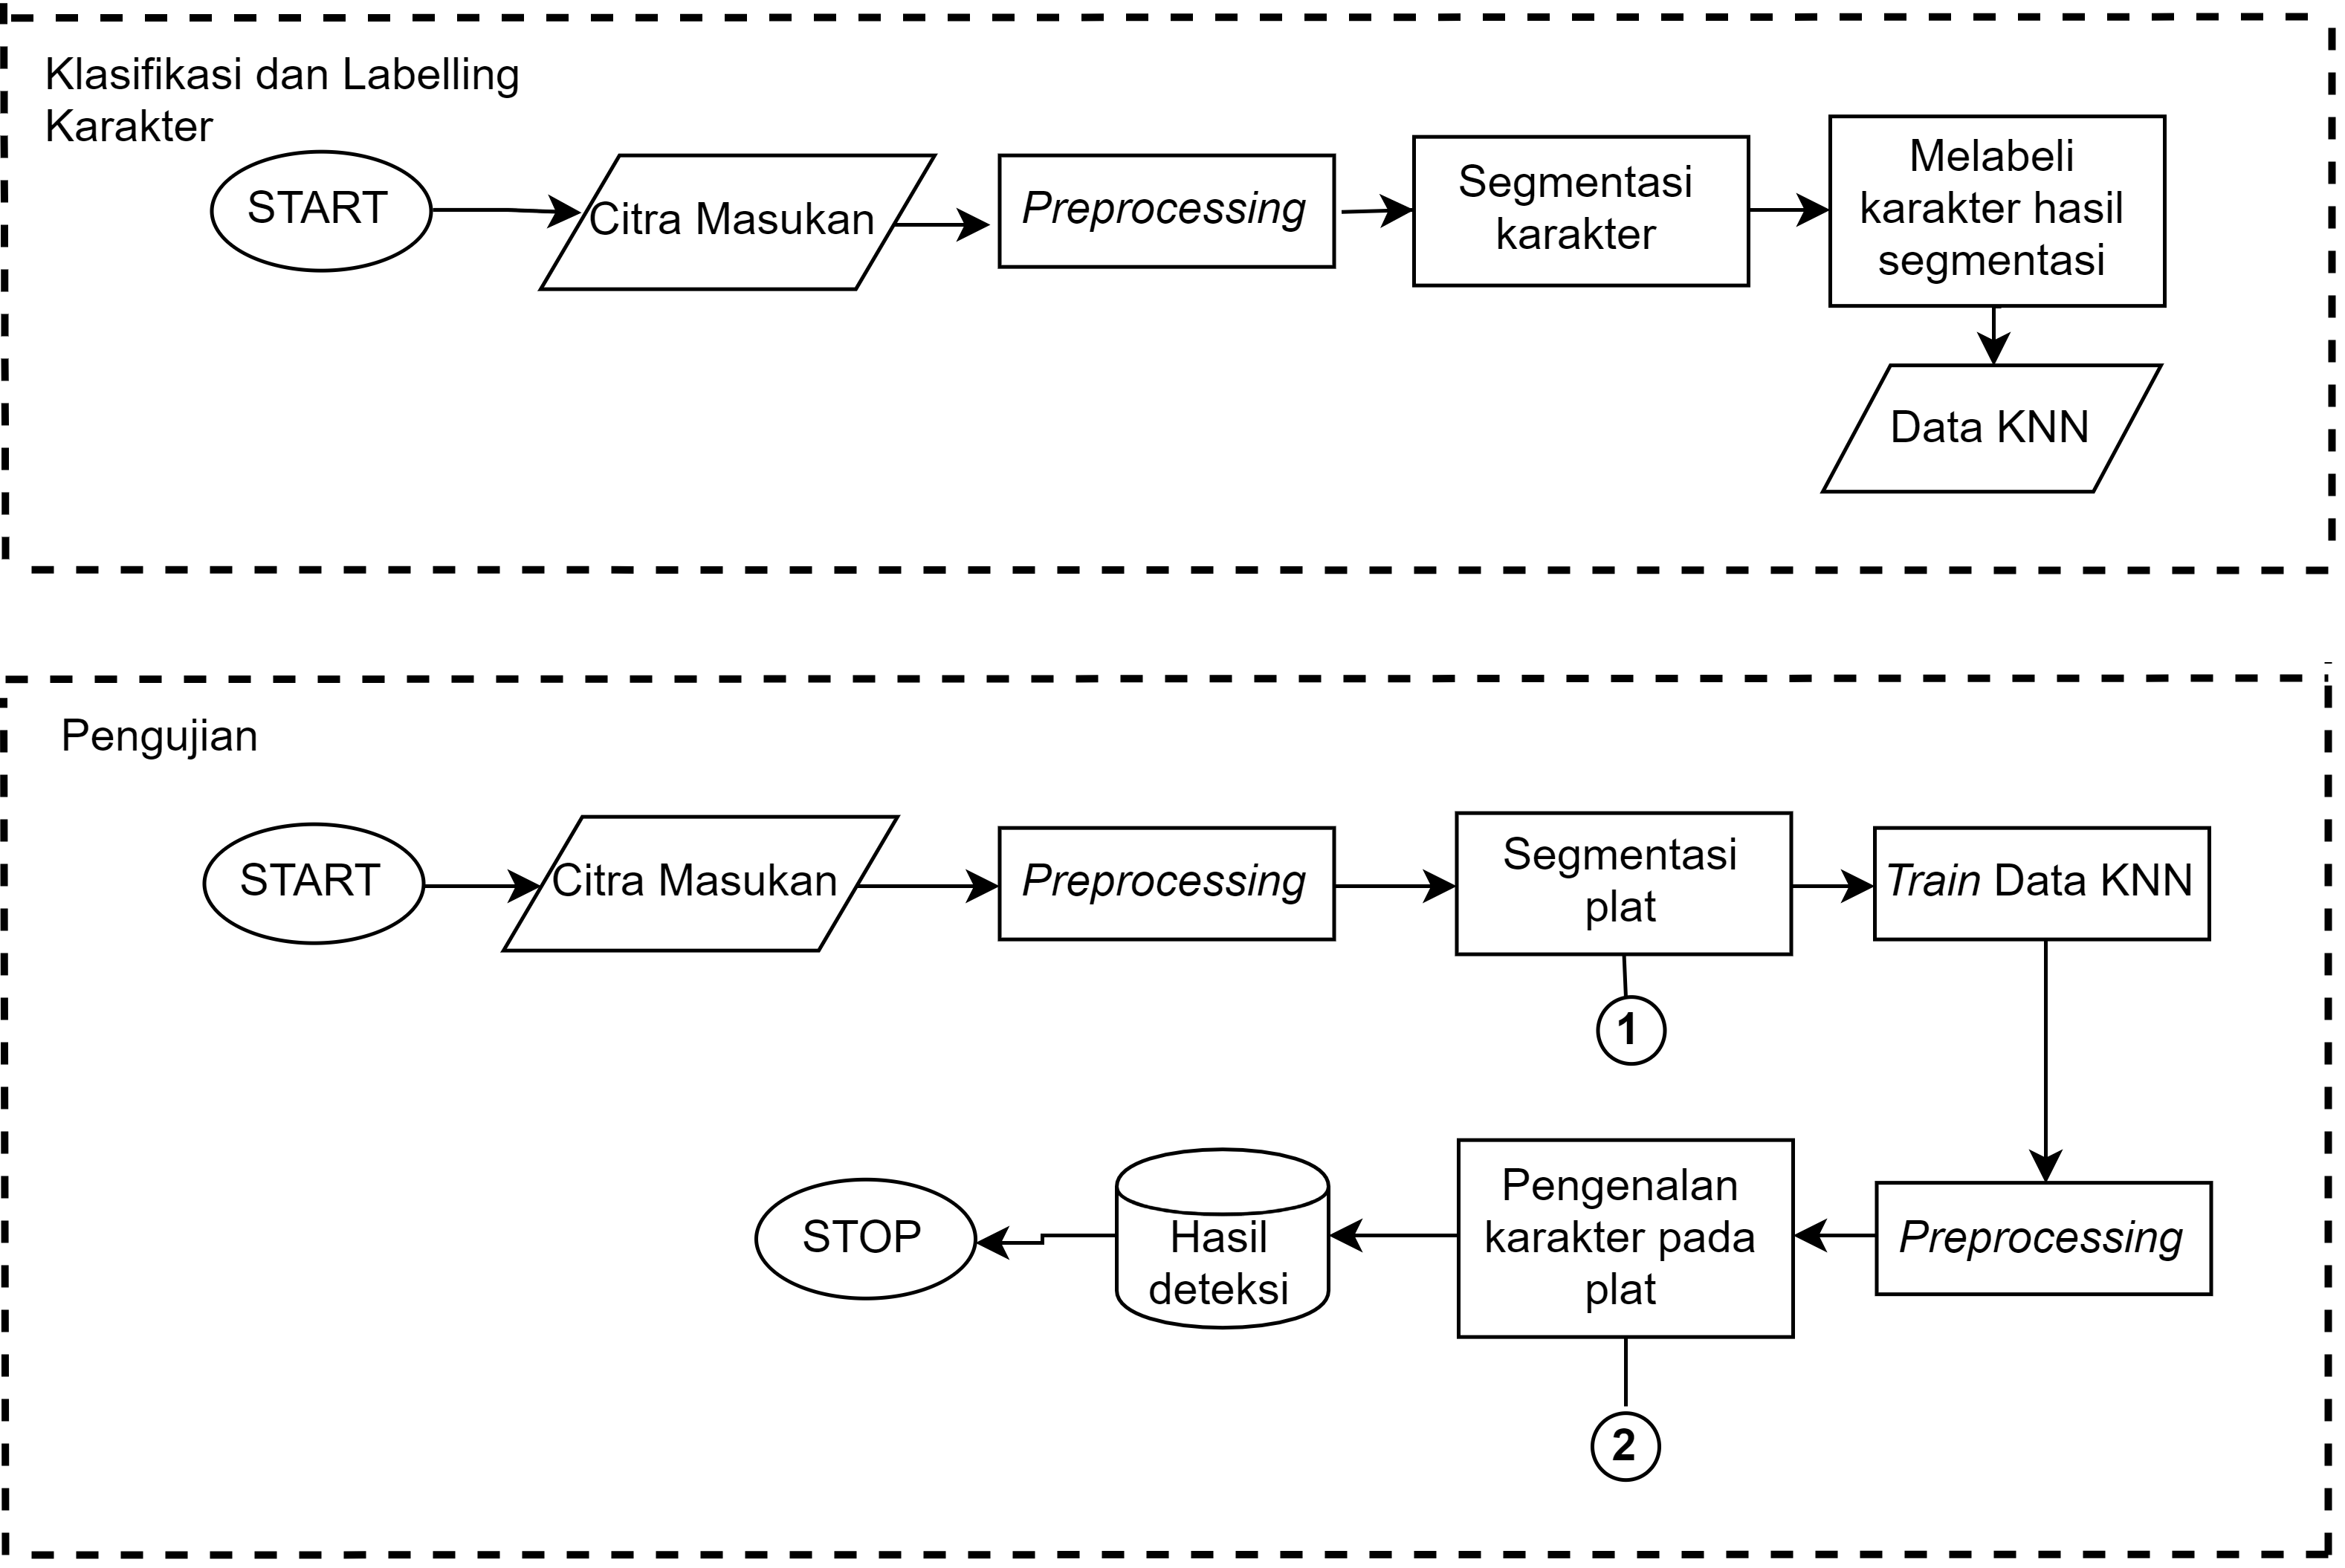 Klasifikasi dan Labelling
Karakter
START
Citra Masukan
Preprocessing
Segmentasi
karakter
Melabeli
karakter hasil
segmentasi
Data KNN
Pengujian
START
Citra Masukan
Preprocessing
Segmentasi
plat
Train Data KNN
1
Preprocessing
Pengenalan
karakter pada
plat
Hasil
deteksi
STOP
2